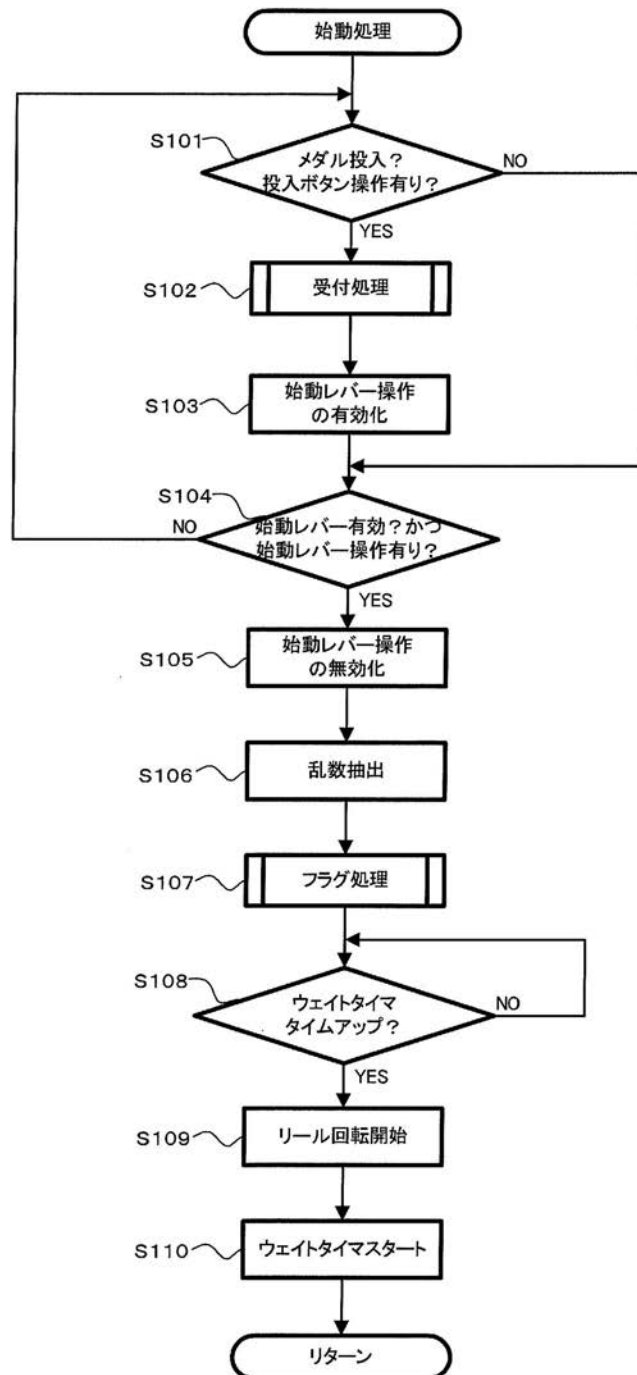 始動処理
S101
メダル投入？
投入ボタン操作有り？
NO
YES
S102
受付処理
S103
始動レバー操作
の有効化
S104
始動レバー有効？かつ
始動レバー操作有り？
NO
YES
S105
始動レバー操作
の無効化
S106
乱数抽出
S107
フラグ処理
S108
ウェイトタイマ
タイムアップ？
NO
YES
S109
リール回転開始
S110
ウェイトタイマスタート
リターン